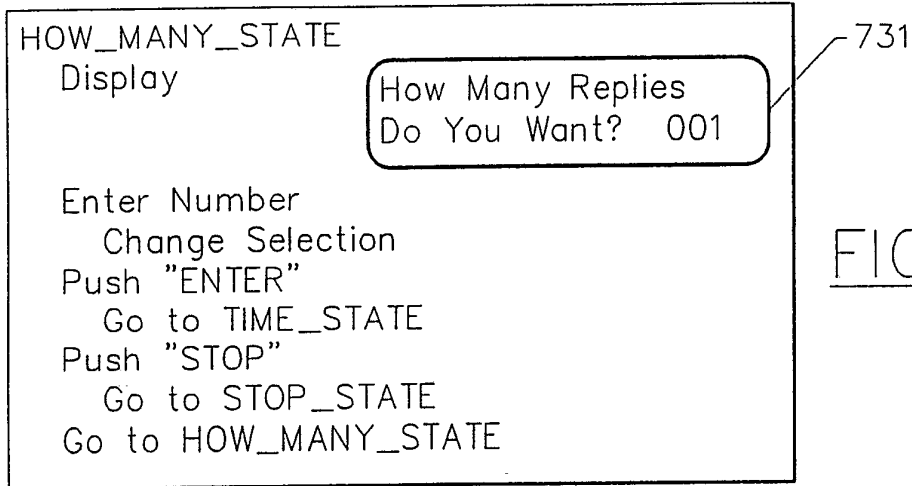 HOW_MANY_STATE
Display
How Many Replies
Do You Want? 001
731
Enter Number
Change Selection
Push "ENTER"
Go to TIME_STATE
Push "STOP"
Go to STOP_STATE
Go to HOW_MANY_STATE